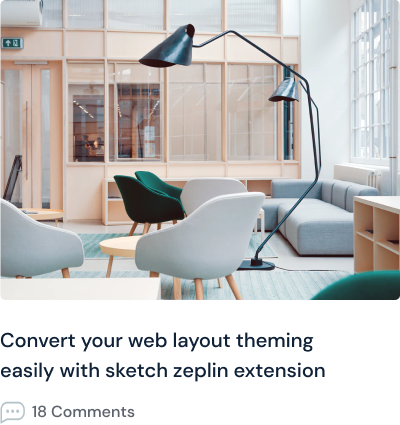 Convert your web layout theming
easily with sketch zeplin extension
18 Comments